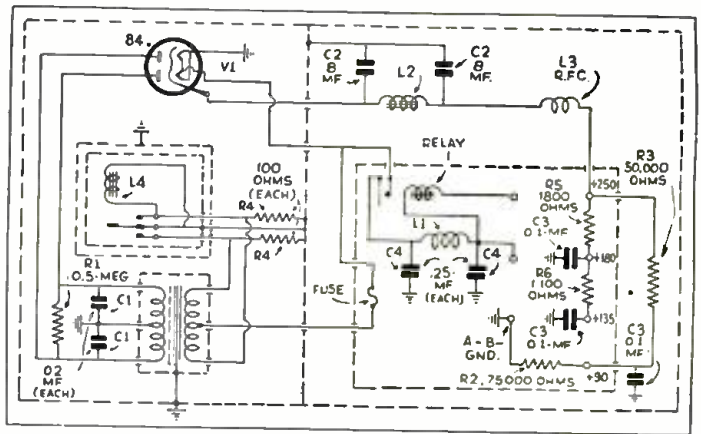 84.
V1
C2
8
MF.
C2
8
MF.
L2
L3
R.F.C.
RELAY
R3
50,000
OHMS
L4
100
OHMS
(EACH)
R4
R4
+250
R5
1800
OHMS
C3
0.1-MF
+180
L1
C4
C4
.25-
MF
(EACH)
R6
1100
OHMS
R1
0.5-MEG
C1
C1
FUSE
C3
0.1-MF
+135
A-B-
GND.
C3
0.1
MF
.02
MF
(EACH)
R2, 75000 OHMS
+90